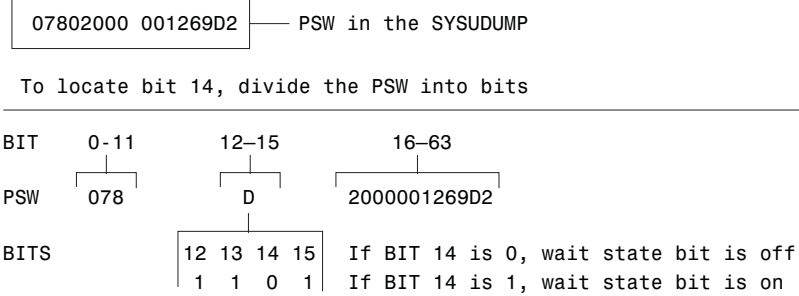 07802000 001269D2 PSW in the SYSUDUMP
To locate bit 14, divide the PSW into bits
BIT 0-11 12–15 16–63
PSW 078 D 2000001269D2
BITS 12 13 14 15 If BIT 14 is 0, wait state bit is off
1 1 0 1 If BIT 14 is 1, wait state bit is on